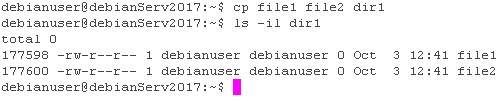 debianuser@debianServ2017:~$ cp file1 file2 dir1
debianuser@debianServ2017:~$ ls -il dir1
total 0
177598 -rw-r--r-- 1 debianuser debianuser 0 Oct  3 12:41 file1
177600 -rw-r--r-- 1 debianuser debianuser 0 Oct  3 12:41 file2
debianuser@debianServ2017:~$